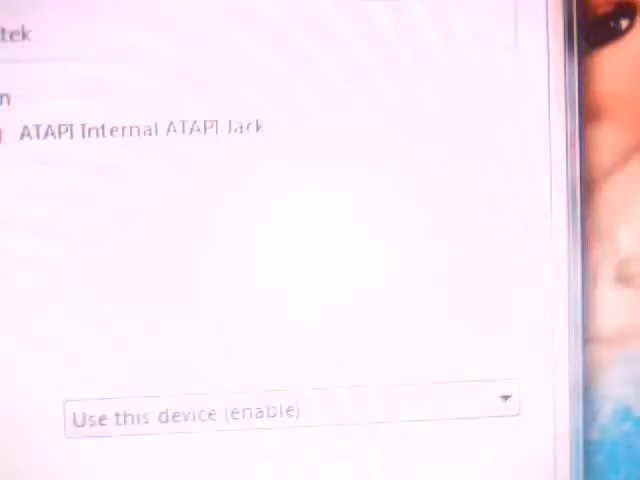 tek
n
ATAPI Internal ATAPI Jack
Use this device (enable)